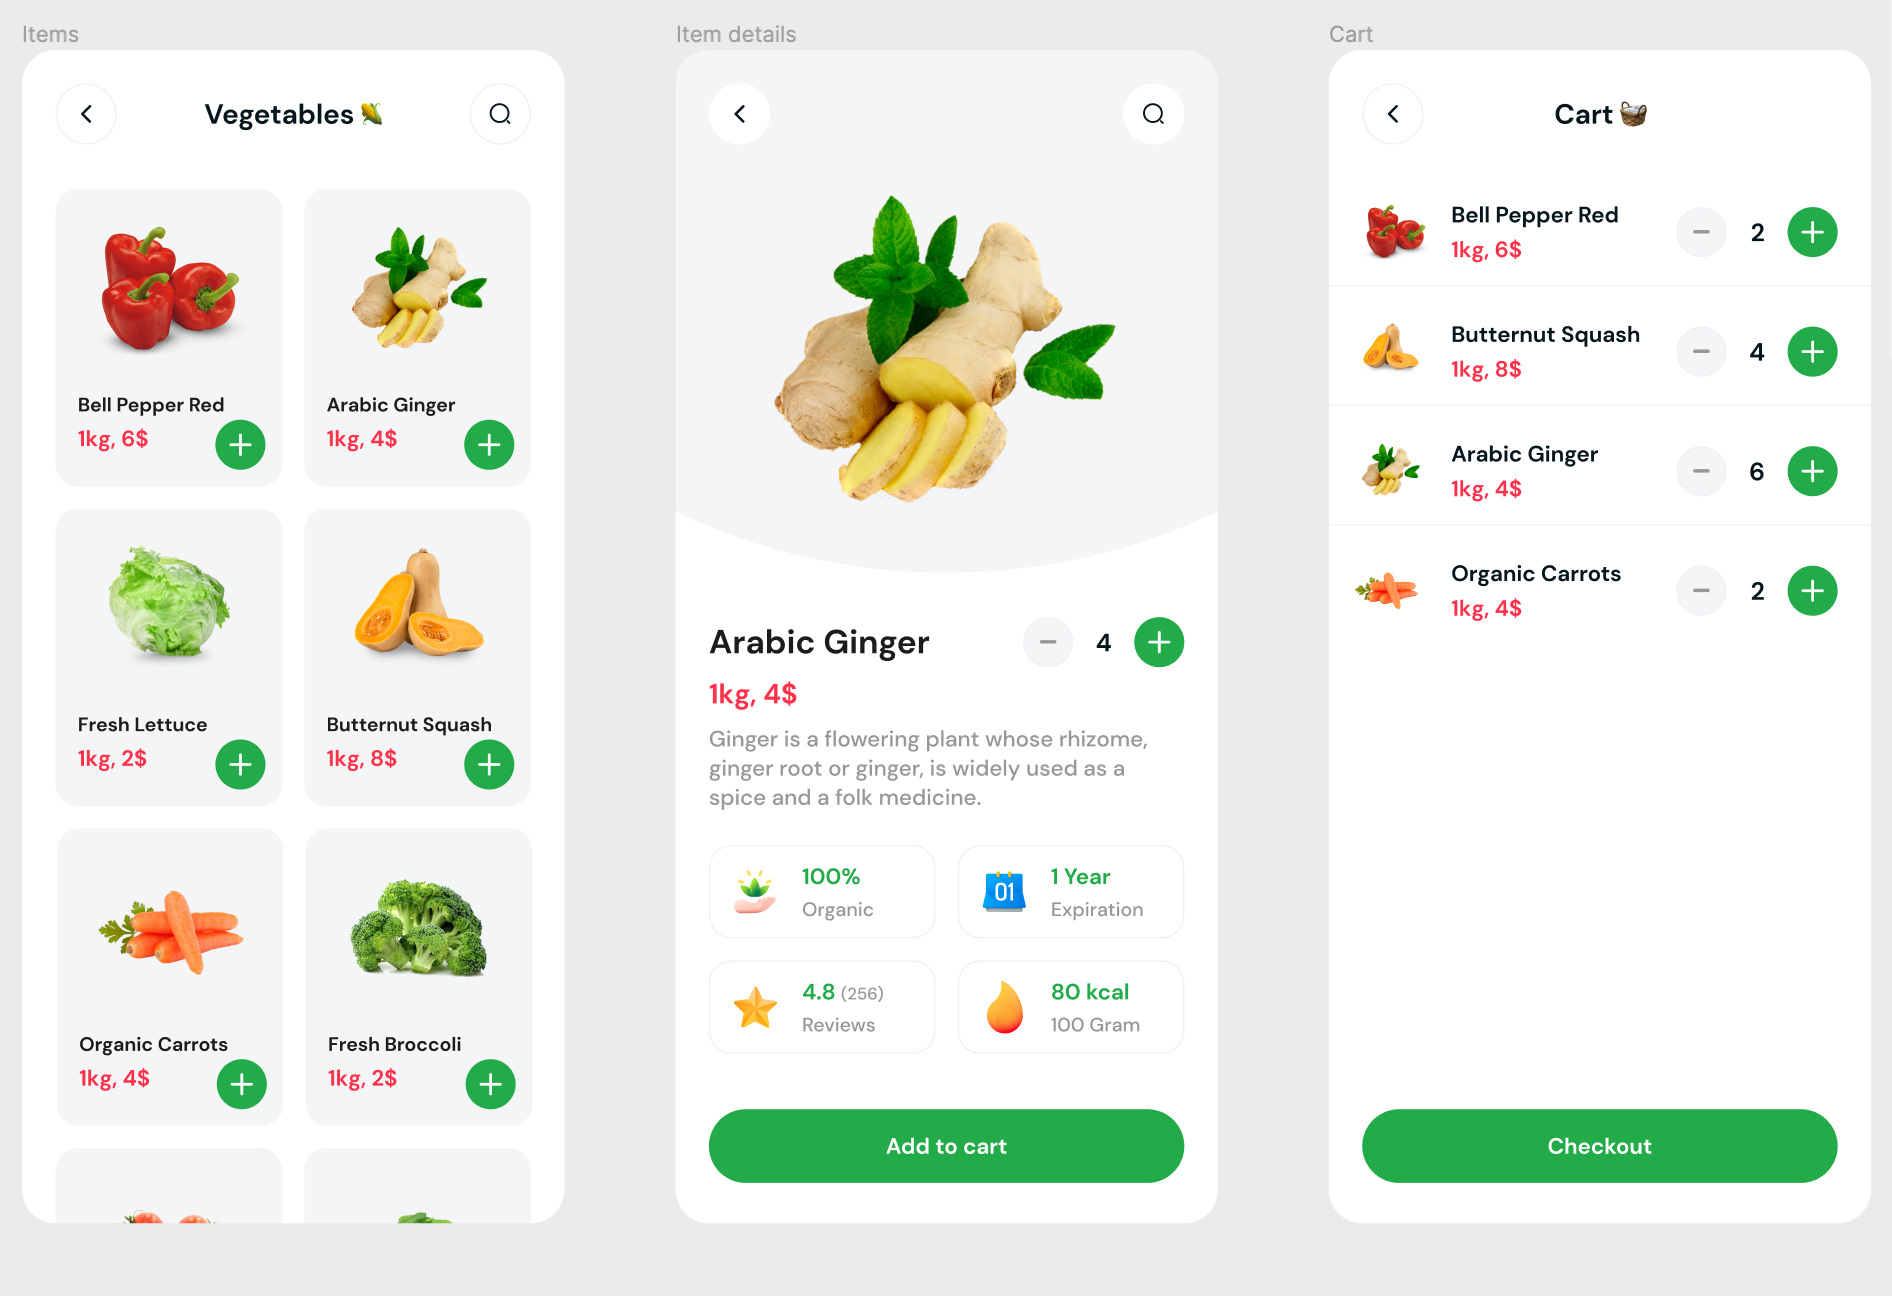 Items
Vegetables
Bell Pepper Red
1kg, 6$
Arabic Ginger
1kg, 4$
Fresh Lettuce
1kg, 2$
Butternut Squash
1kg, 8$
Organic Carrots
1kg, 4$
Fresh Broccoli
1kg, 2$
Item details
Arabic Ginger
4
1kg, 4$
Ginger is a flowering plant whose rhizome,
ginger root or ginger, is widely used as a
spice and a folk medicine.
100%
Organic
01
1 Year
Expiration
4.8 (256)
Reviews
80 kcal
100 Gram
Add to cart
Cart
Cart
Bell Pepper Red
1kg, 6$
2
Butternut Squash
1kg, 8$
4
Arabic Ginger
1kg, 4$
6
Organic Carrots
1kg, 4$
2
Checkout